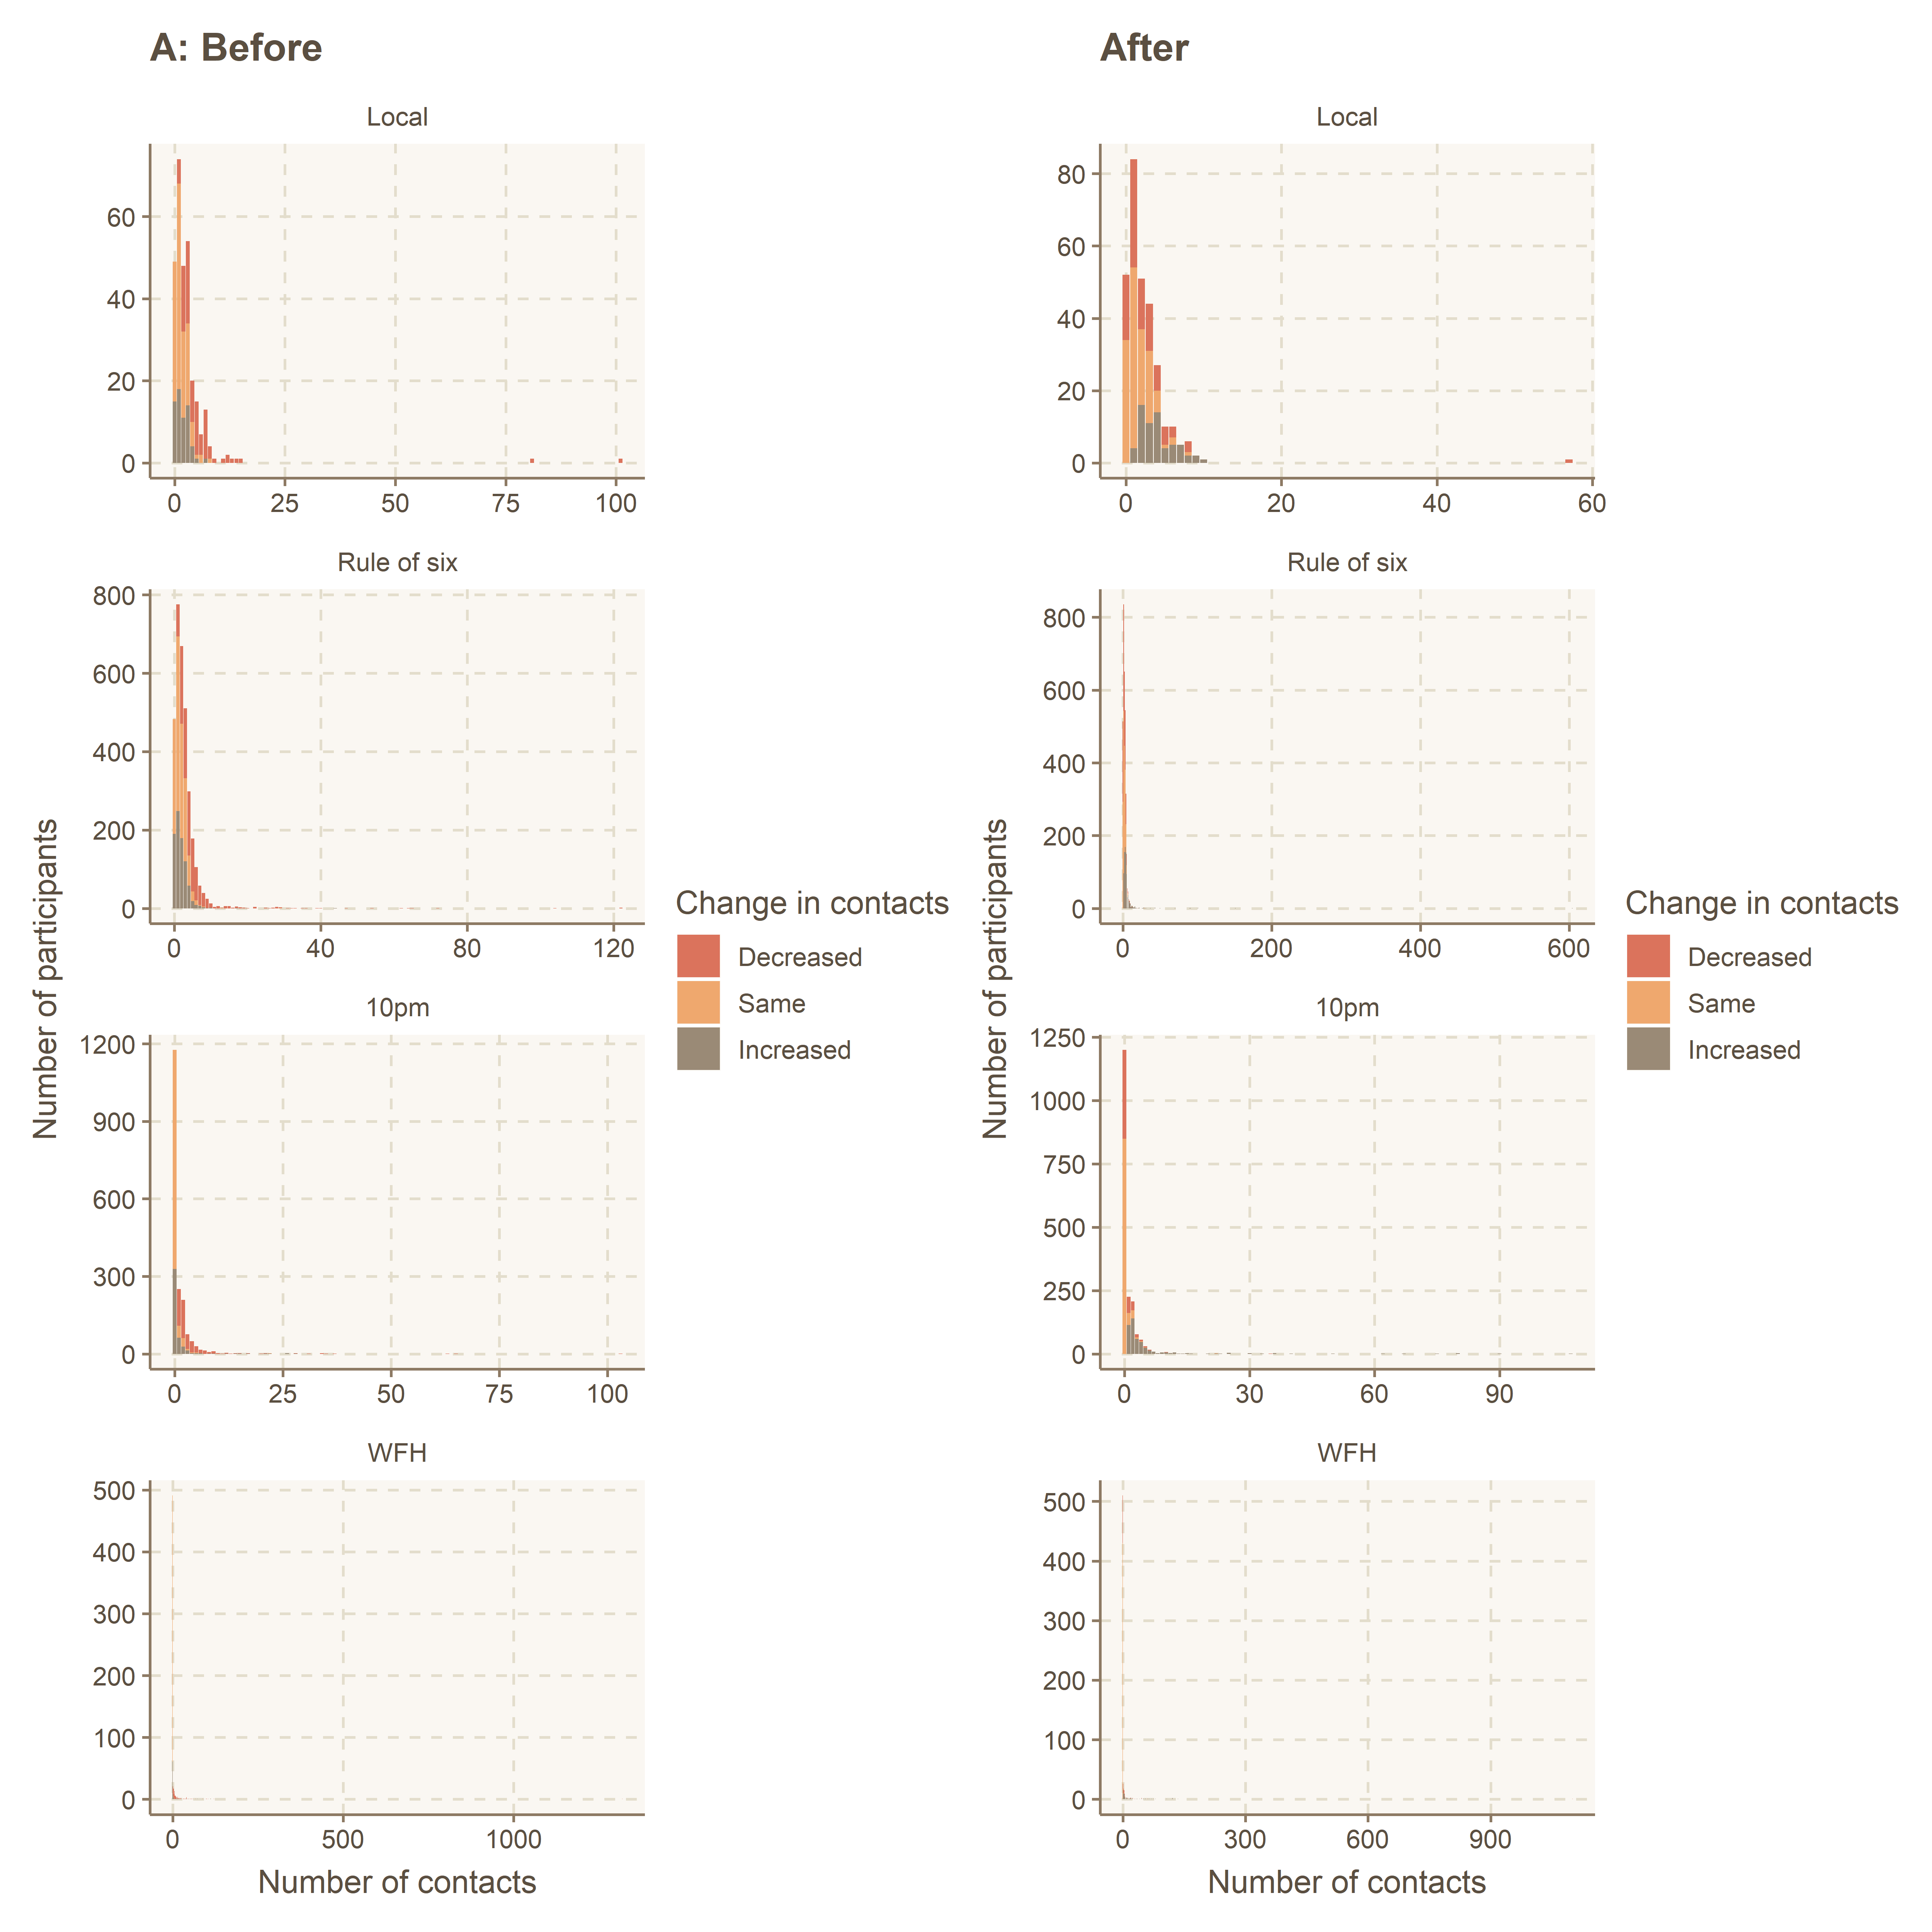 A: Before
After
Local
60
40
20
0
0 25 50 75 100
Local
80
60
40
20
0
0 20 40 60
Rule of six
800
600
400
200
0
0 40 80 120
Rule of six
800
600
400
200
0
0 200 400 600
10pm
1200
900
600
300
0
0 25 50 75 100
10pm
1250
1000
750
500
250
0
0 30 60 90
WFH
500
400
300
200
100
0
0 500 1000
WFH
500
400
300
200
100
0
0 300 600 900
Number of participants
Number of contacts
Change in contacts
Decreased
Same
Increased
Number of participants
Number of contacts
Change in contacts
Decreased
Same
Increased